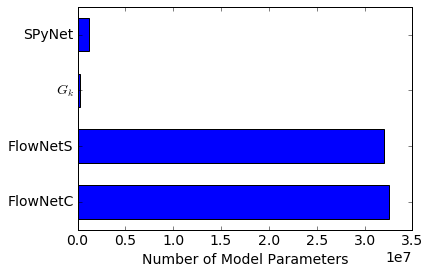 SPyNet
G_k
FlowNetS
FlowNetC
0.0 0.5 1.0 1.5 2.0 2.5 3.0 3.5
1e7
Number of Model Parameters